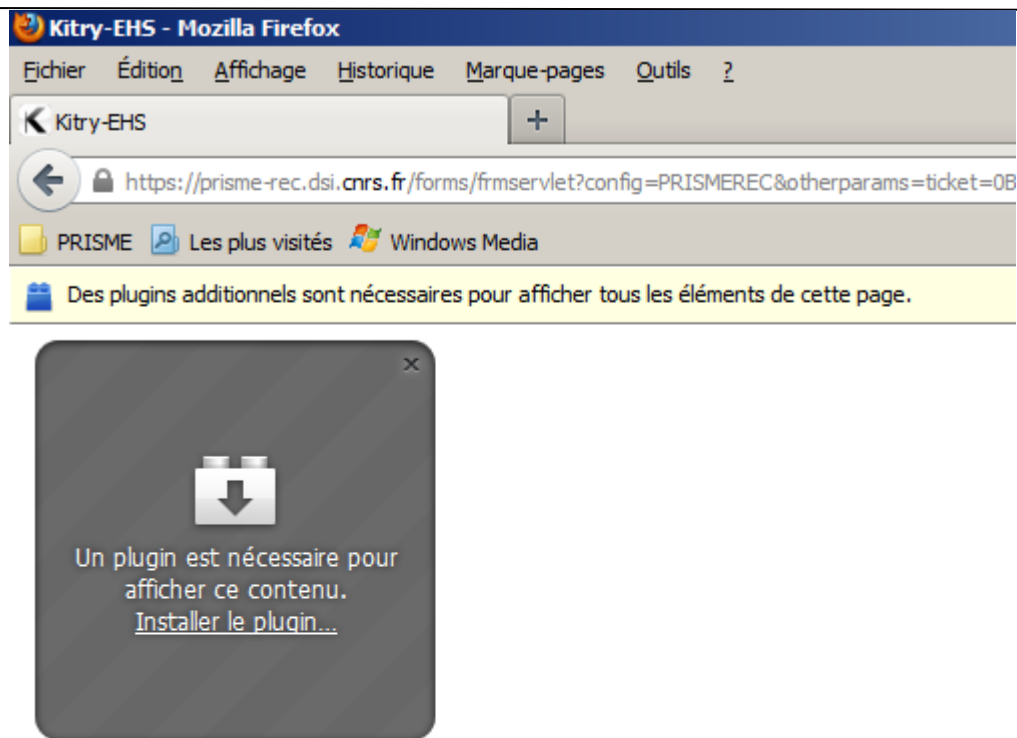 Kitry-EHS - Mozilla Firefox
Fichier Édition Affichage Historique Marque-pages Outils ?
Kitry-EHS +
https://prisme-rec.dsi.cnrs.fr/forms/frmservlet?config=PRISMEREC&otherparams=ticket=0B
PRISME Les plus visités Windows Media
Des plugins additionnels sont nécessaires pour afficher tous les éléments de cette page.
Un plugin est nécessaire pour
afficher ce contenu.
Installer le plugin...